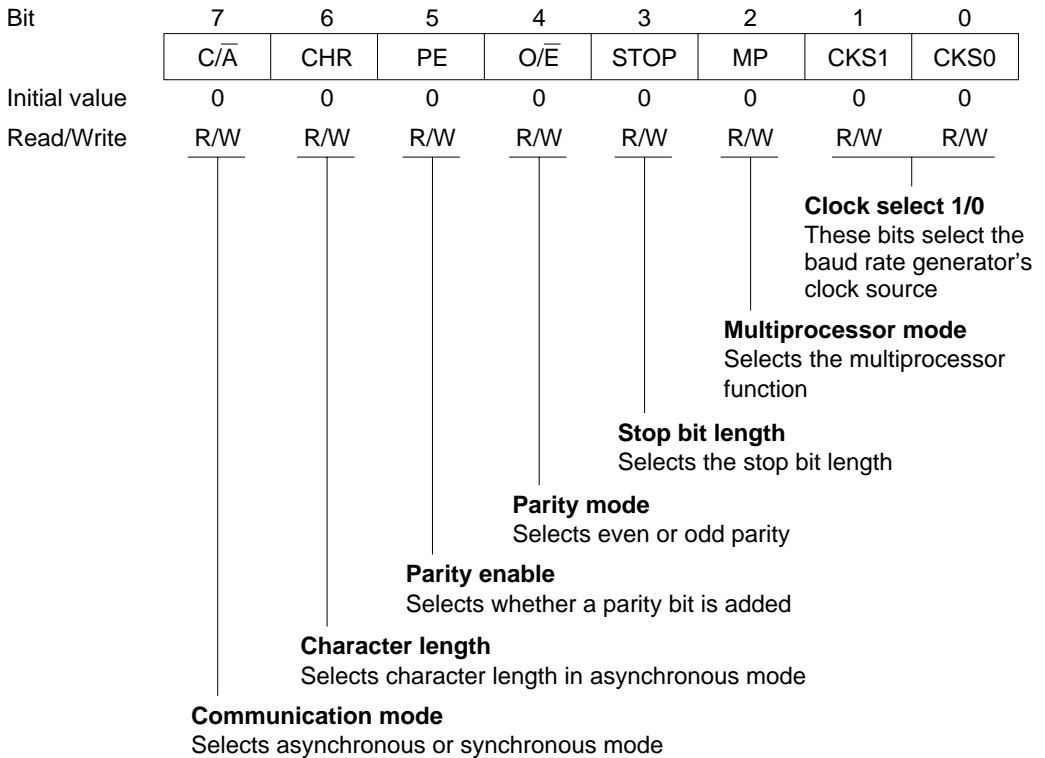 Bit 7 6 5 4 3 2 1 0
C/A̅ CHR PE O/E̅ STOP MP CKS1 CKS0
Initial value 0 0 0 0 0 0 0 0
Read/Write R/W R/W R/W R/W R/W R/W R/W R/W
Clock select 1/0
These bits select the
baud rate generator's
clock source
Multiprocessor mode
Selects the multiprocessor
function
Stop bit length
Selects the stop bit length
Parity mode
Selects even or odd parity
Parity enable
Selects whether a parity bit is added
Character length
Selects character length in asynchronous mode
Communication mode
Selects asynchronous or synchronous mode